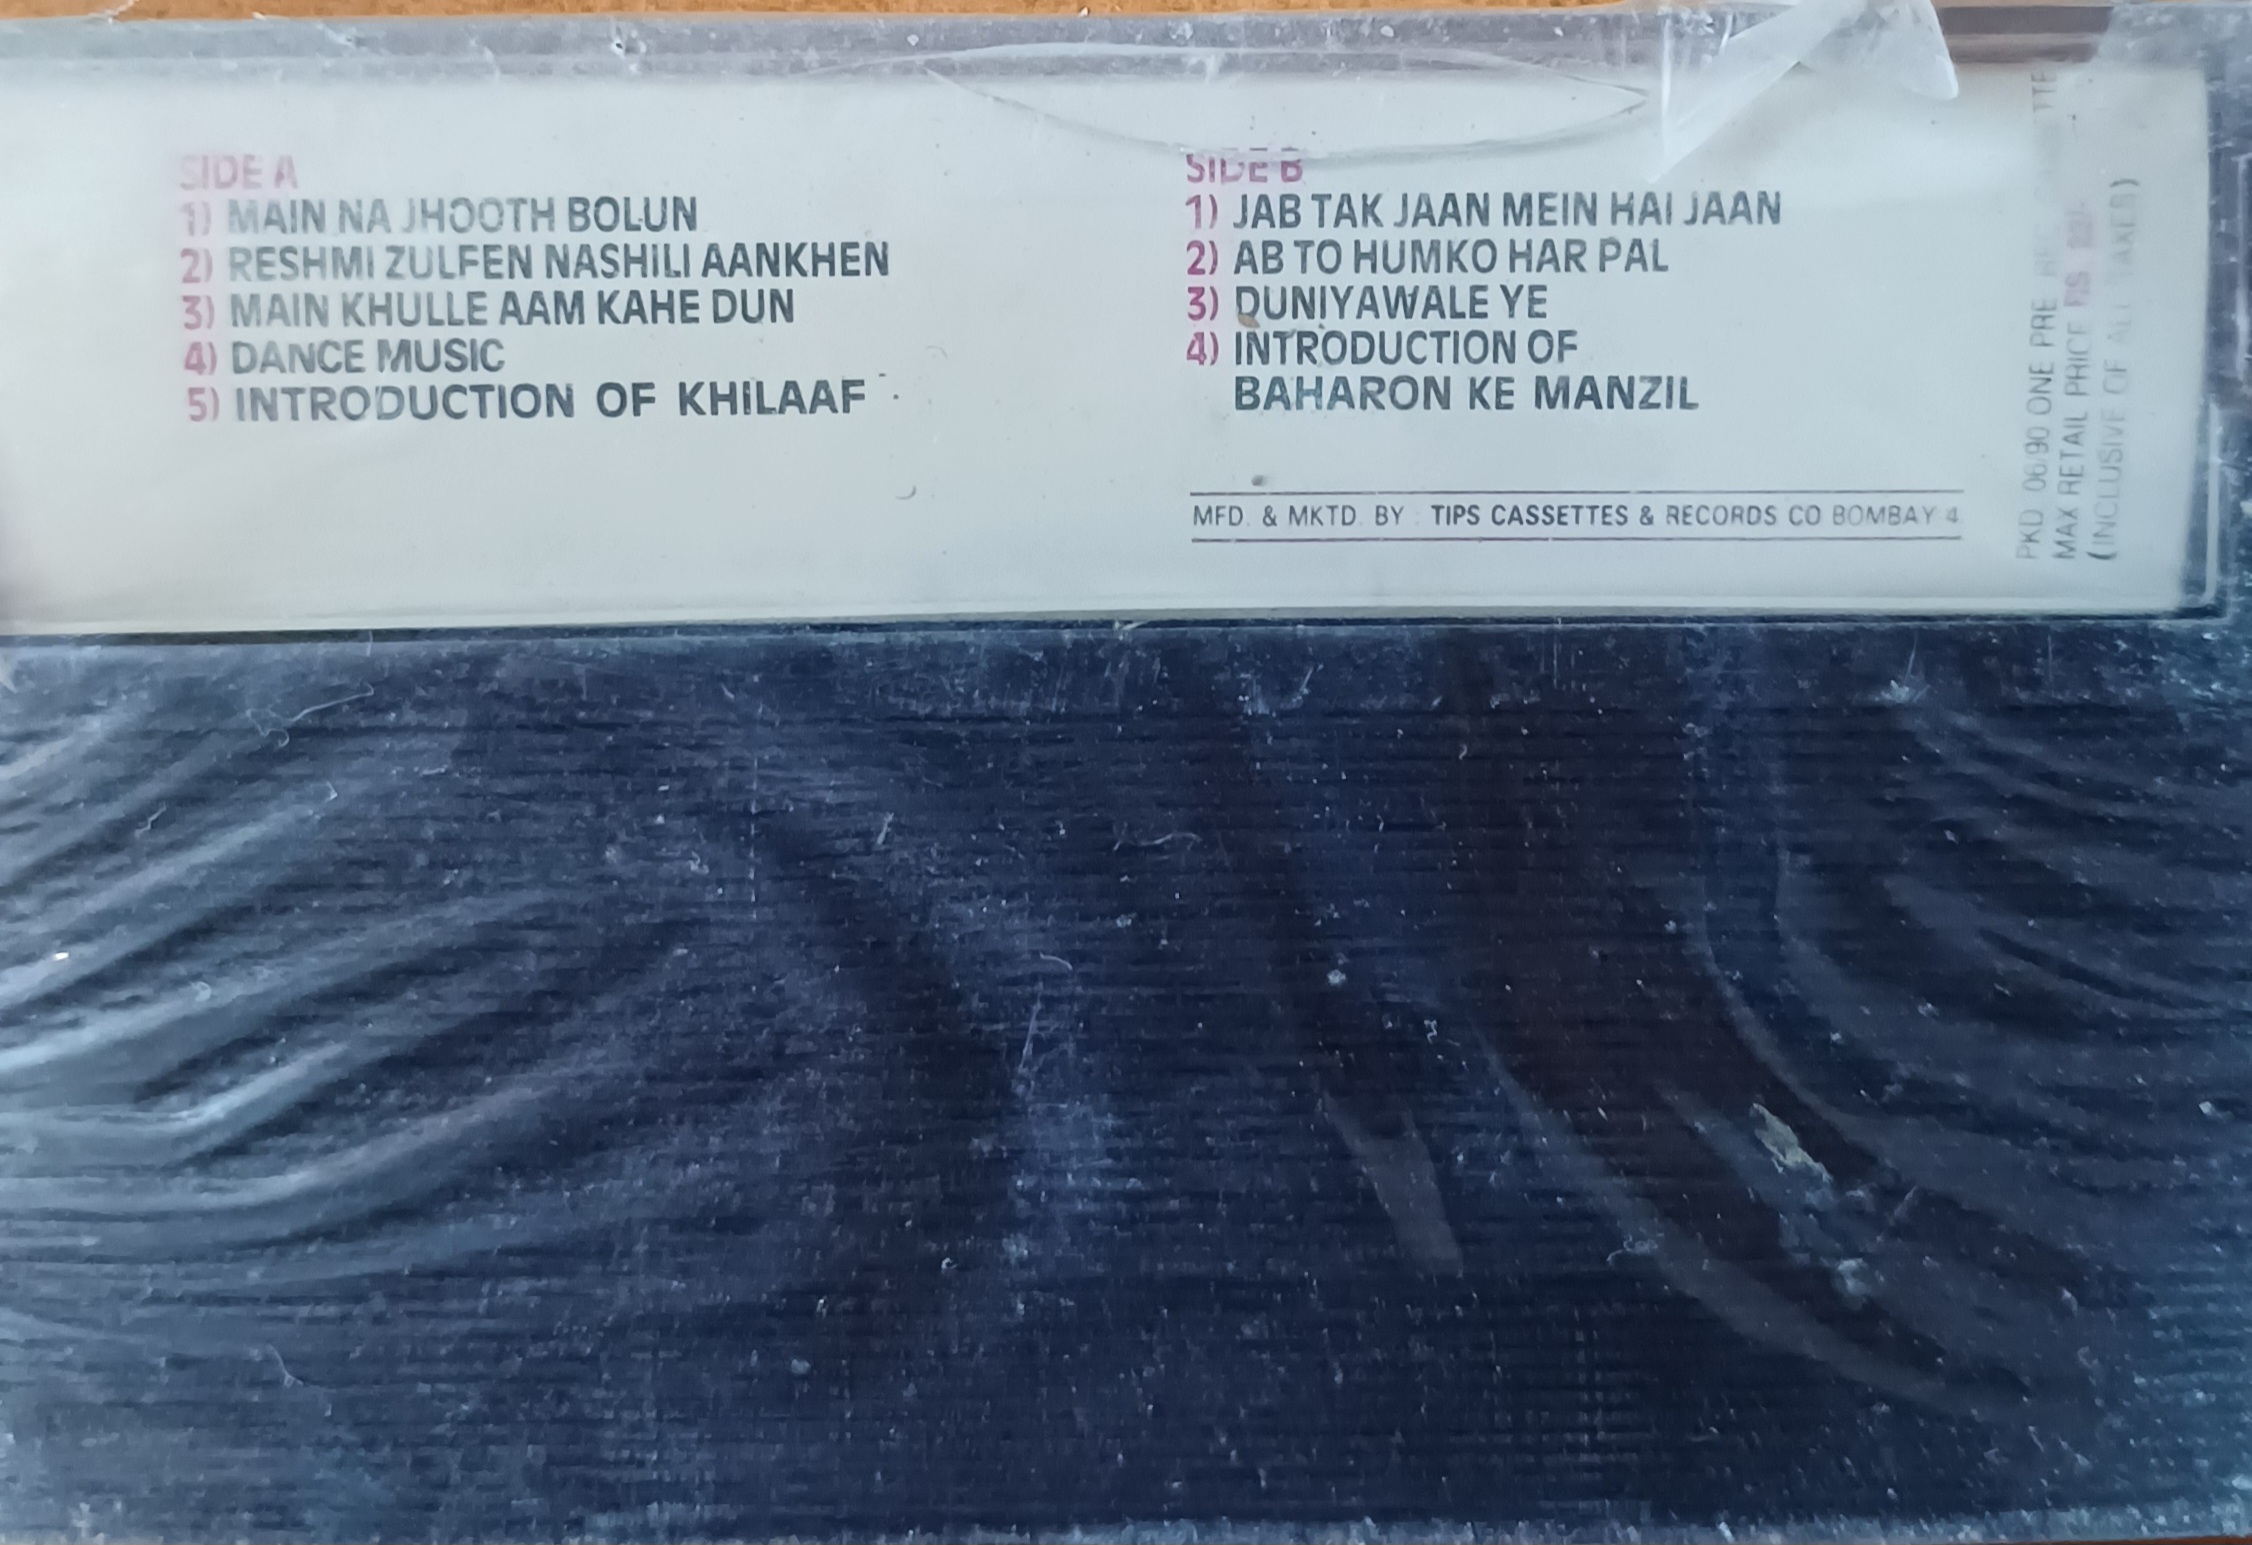 SIDE A
1) MAIN NA JHOOTH BOLUN
2) RESHMI ZULFEN NASHILI AANKHEN
3) MAIN KHULLE AAM KAHE DUN
4) DANCE MUSIC
5) INTRODUCTION OF KHILAAF
SIDE B
1) JAB TAK JAAN MEIN HAI JAAN
2) AB TO HUMKO HAR PAL
3) DUNIYAWALE YE
4) INTRODUCTION OF
BAHARON KE MANZIL
MFD. & MKTD. BY : TIPS CASSETTES & RECORDS CO BOMBAY 4
PKD 06/90 ONE PRE
MAX RETAIL PRICE RS
(INCLUSIVE OF ALL TAXES)